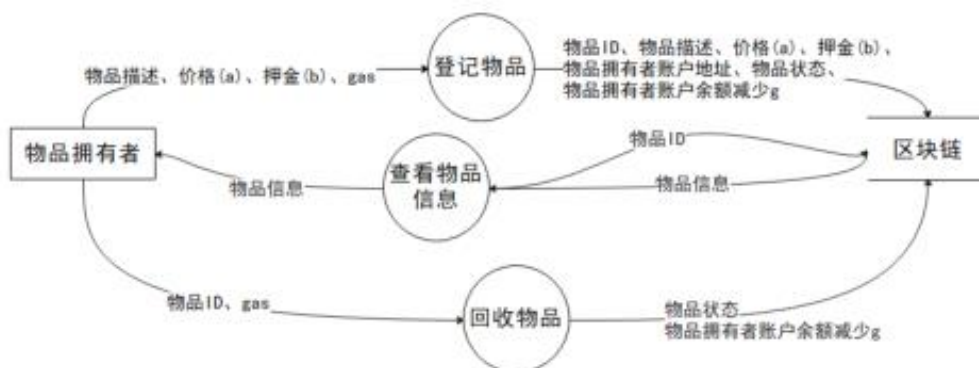 物品描述、价格(a)、押金(b)、gas
登记物品
物品ID、物品描述、价格(a)、押金(b)、
物品拥有者账户地址、物品状态、
物品拥有者账户余额减少g
物品拥有者
物品信息
查看物品
信息
物品ID
物品信息
区块链
物品ID、gas
回收物品
物品状态
物品拥有者账户余额减少g